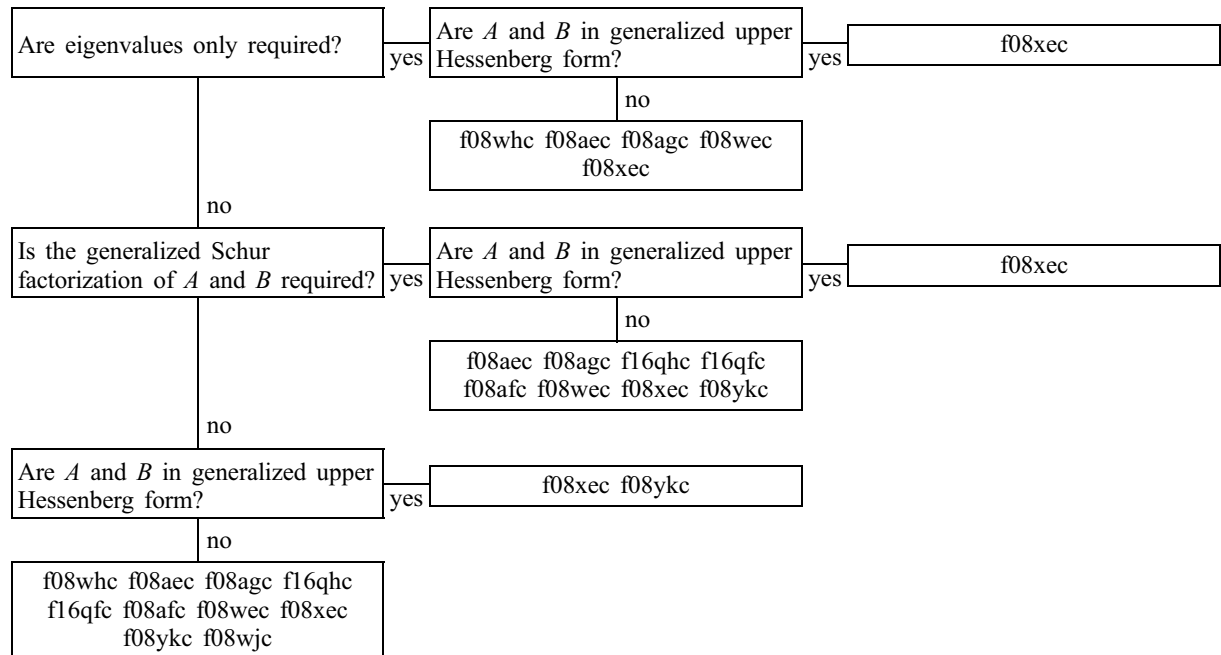 Are eigenvalues only required?
yes
Are A and B in generalized upper
Hessenberg form?
yes
f08xec
no
f08whc f08aec f08agc f08wec
f08xec
no
Is the generalized Schur
factorization of A and B required?
yes
Are A and B in generalized upper
Hessenberg form?
yes
f08xec
no
f08aec f08agc f16qhc f16qfc
f08afc f08wec f08xec f08ykc
no
Are A and B in generalized upper
Hessenberg form?
yes
f08xec f08ykc
no
f08whc f08aec f08agc f16qhc
f16qfc f08afc f08wec f08xec
f08ykc f08wjc